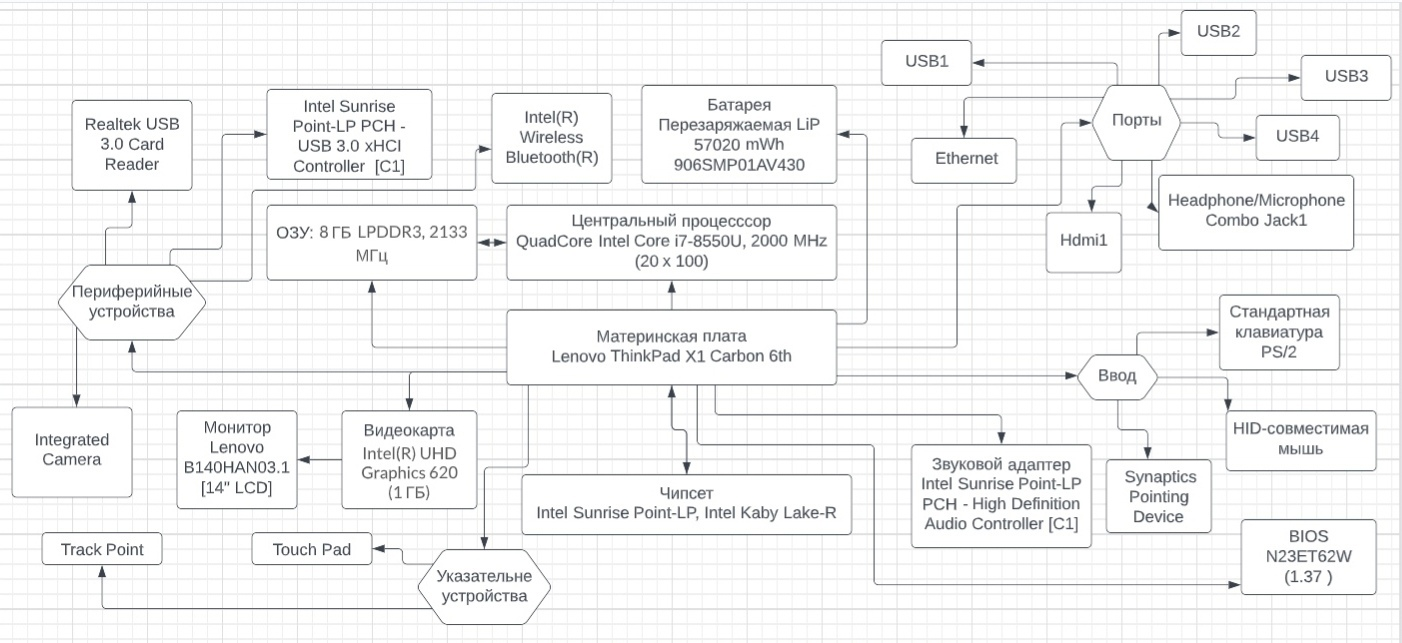 USB2
USB1
USB3
Realtek USB
3.0 Card
Reader
Intel Sunrise
Point-LP PCH -
USB 3.0 xHCI
Controller [C1]
Intel(R)
Wireless
Bluetooth(R)
Батарея
Перезаряжаемая LiP
57020 mWh
906SMP01AV430
Порты
USB4
Ethernet
Headphone/Microphone
Combo Jack1
Hdmi1
ОЗУ: 8 ГБ LPDDR3, 2133
МГц
Центральный процесссор
QuadCore Intel Core i7-8550U, 2000 MHz
(20 x 100)
Периферийные
устройства
Материнская плата
Lenovo ThinkPad X1 Carbon 6th
Стандартная
клавиатура
PS/2
Ввод
Integrated
Camera
Монитор
Lenovo
B140HAN03.1
[14" LCD]
Видеокарта
Intel(R) UHD
Graphics 620
(1 ГБ)
HID-совместимая
мышь
Чипсет
Intel Sunrise Point-LP, Intel Kaby Lake-R
Звуковой адаптер
Intel Sunrise Point-LP
PCH - High Definition
Audio Controller [C1]
Synaptics
Pointing
Device
Track Point
Touch Pad
Указательне
устройства
BIOS
N23ET62W
(1.37 )